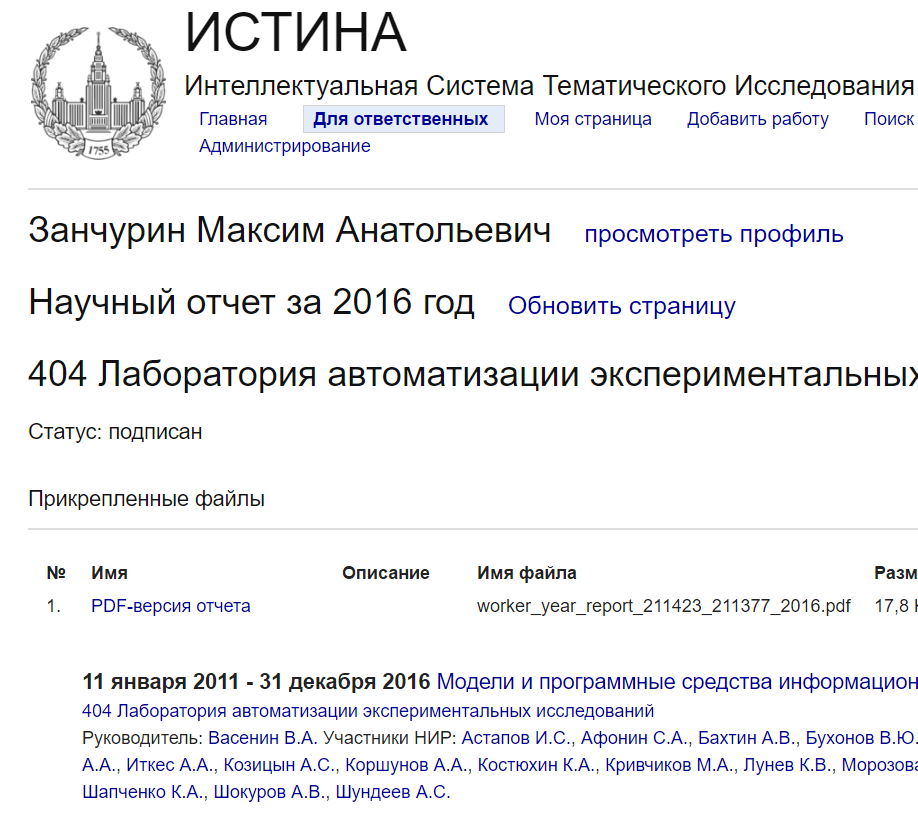 ИСТИНА
Интеллектуальная Система Тематического Исследования
Главная Для ответственных Моя страница Добавить работу Поиск
Администрирование
1755
Занчурин Максим Анатольевич просмотреть профиль
Научный отчет за 2016 год Обновить страницу
404 Лаборатория автоматизации экспериментальных
Статус: подписан
Прикрепленные файлы
№ Имя Описание Имя файла Разм
1. PDF-версия отчета worker_year_report_211423_211377_2016.pdf 17,8
11 января 2011 - 31 декабря 2016 Модели и программные средства информацион
404 Лаборатория автоматизации экспериментальных исследований
Руководитель: Васенин В.А. Участники НИР: Астапов И.С., Афонин С.А., Бахтин А.В., Бухонов В.Ю.
А.А., Иткес А.А., Козицын А.С., Коршунов А.А., Костюхин К.А., Кривчиков М.А., Лунев К.В., Морозова
Шапченко К.А., Шокуров А.В., Шундеев А.С.